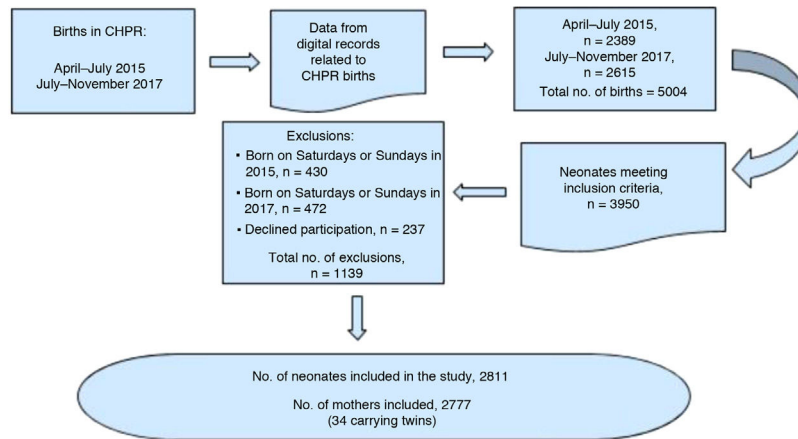 Births in CHPR:
April–July 2015
July–November 2017
Data from
digital records
related to
CHPR births
April–July 2015,
n = 2389
July–November 2017,
n = 2615
Total no. of births = 5004
Neonates meeting
inclusion criteria,
n = 3950
Exclusions:
▪ Born on Saturdays or Sundays in
2015, n = 430
▪ Born on Saturdays or Sundays in
2017, n = 472
▪ Declined participation, n = 237
Total no. of exclusions,
n = 1139
No. of neonates included in the study, 2811
No. of mothers included, 2777
(34 carrying twins)